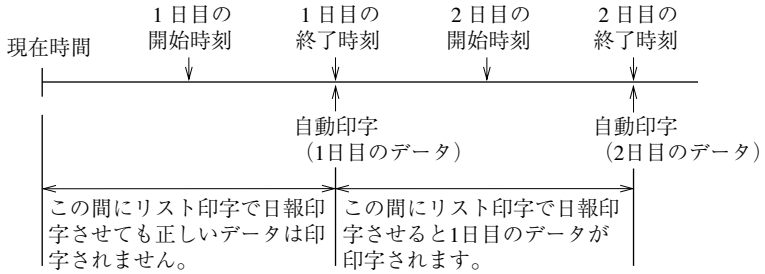 1日目の
開始時刻
1日目の
終了時刻
2日目の
開始時刻
2日目の
終了時刻
現在時間
自動印字
（1日目のデータ）
自動印字
（2日目のデータ）
この間にリスト印字で日報印
字させても正しいデータは印
字されません。
この間にリスト印字で日報印
字させると1日目のデータが
印字されます。